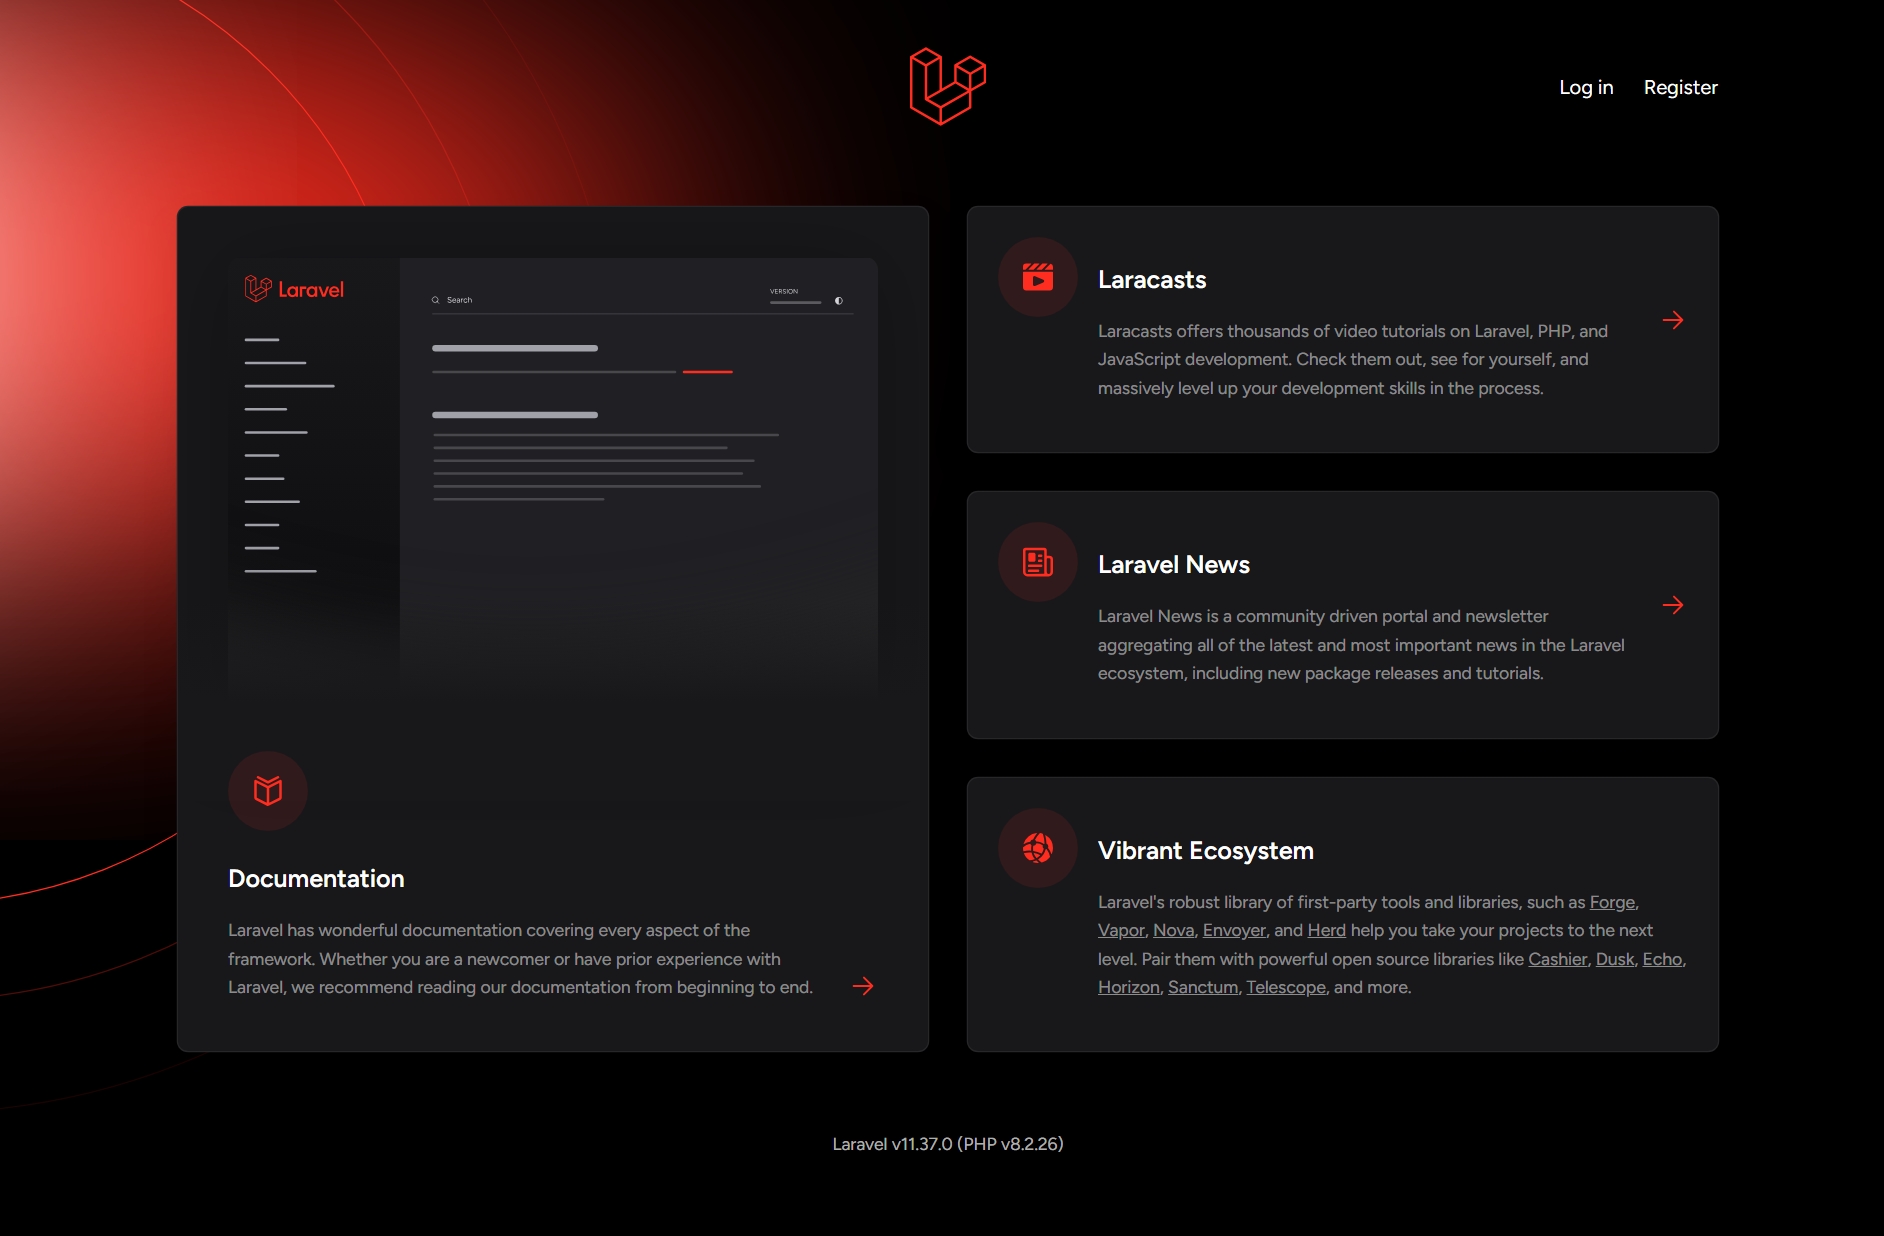 Log in
Register
Laravel
Search
VERSION
Documentation
Laravel has wonderful documentation covering every aspect of the
framework. Whether you are a newcomer or have prior experience with
Laravel, we recommend reading our documentation from beginning to end.
Laracasts
Laracasts offers thousands of video tutorials on Laravel, PHP, and
JavaScript development. Check them out, see for yourself, and
massively level up your development skills in the process.
Laravel News
Laravel News is a community driven portal and newsletter
aggregating all of the latest and most important news in the Laravel
ecosystem, including new package releases and tutorials.
Vibrant Ecosystem
Laravel's robust library of first-party tools and libraries, such as Forge,
Vapor, Nova, Envoyer, and Herd help you take your projects to the next
level. Pair them with powerful open source libraries like Cashier, Dusk, Echo,
Horizon, Sanctum, Telescope, and more.
Laravel v11.37.0 (PHP v8.2.26)